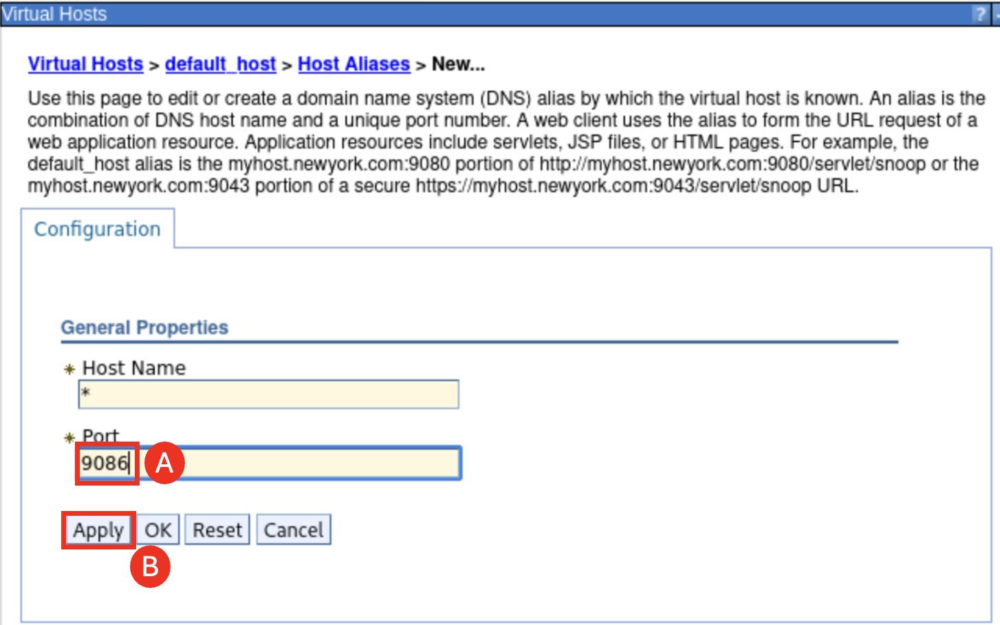 Virtual Hosts ?
Virtual Hosts > default_host > Host Aliases > New...
Use this page to edit or create a domain name system (DNS) alias by which the virtual host is known. An alias is the
combination of DNS host name and a unique port number. A web client uses the alias to form the URL request of a
web application resource. Application resources include servlets, JSP files, or HTML pages. For example, the
default_host alias is the myhost.newyork.com:9080 portion of http://myhost.newyork.com:9080/servlet/snoop or the
myhost.newyork.com:9043 portion of a secure https://myhost.newyork.com:9043/servlet/snoop URL.
Configuration
General Properties
* Host Name
*
* Port
9086 A
Apply OK Reset Cancel
B